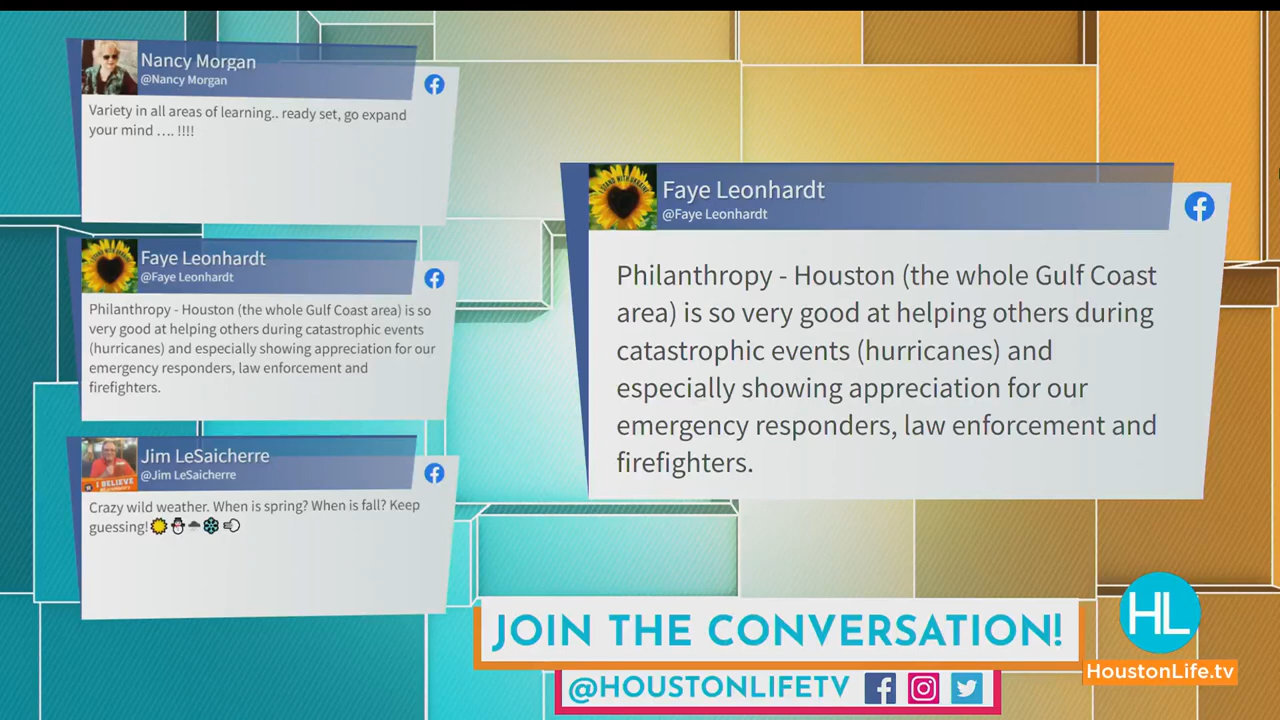 Nancy Morgan
@Nancy Morgan
Variety in all areas of learning.. ready set, go expand
your mind .... !!!!
Faye Leonhardt
@Faye Leonhardt
Philanthropy - Houston (the whole Gulf Coast area) is so
very good at helping others during catastrophic events
(hurricanes) and especially showing appreciation for our
emergency responders, law enforcement and
firefighters.
Jim LeSaicherre
@Jim LeSaicherre
I BELIEVE
Crazy wild weather. When is spring? When is fall? Keep
guessing!
I STAND WITH UKRAINE
Faye Leonhardt
@Faye Leonhardt
Philanthropy - Houston (the whole Gulf Coast
area) is so very good at helping others during
catastrophic events (hurricanes) and
especially showing appreciation for our
emergency responders, law enforcement and
firefighters.
JOIN THE CONVERSATION!
@HOUSTONLIFETV
HL
HoustonLife.tv